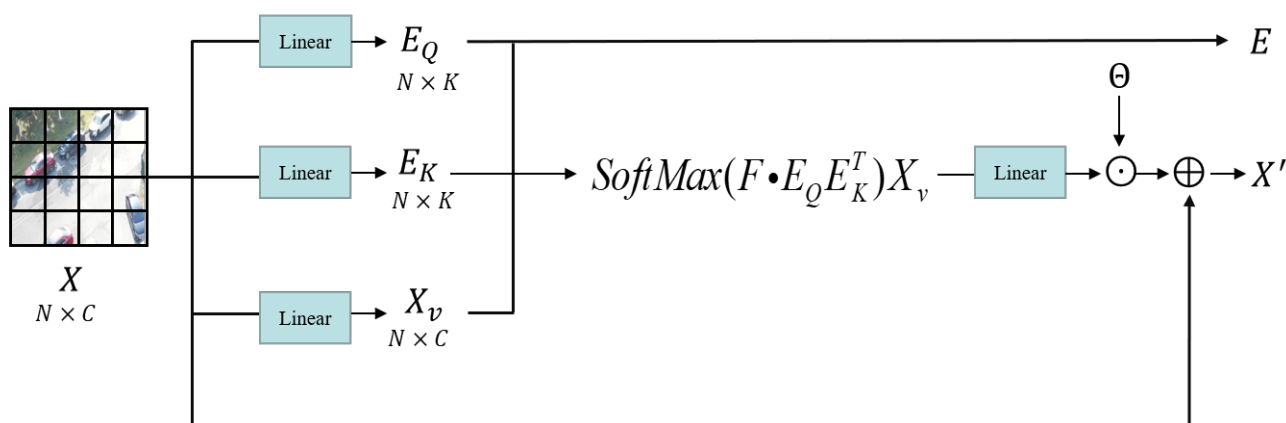 Linear
E_Q
N × K
E
Θ
X
N × C
Linear
E_K
N × K
SoftMax(F•E_Q E_K^T)X_v
Linear
⊙
⊕
X'
Linear
X_v
N × C